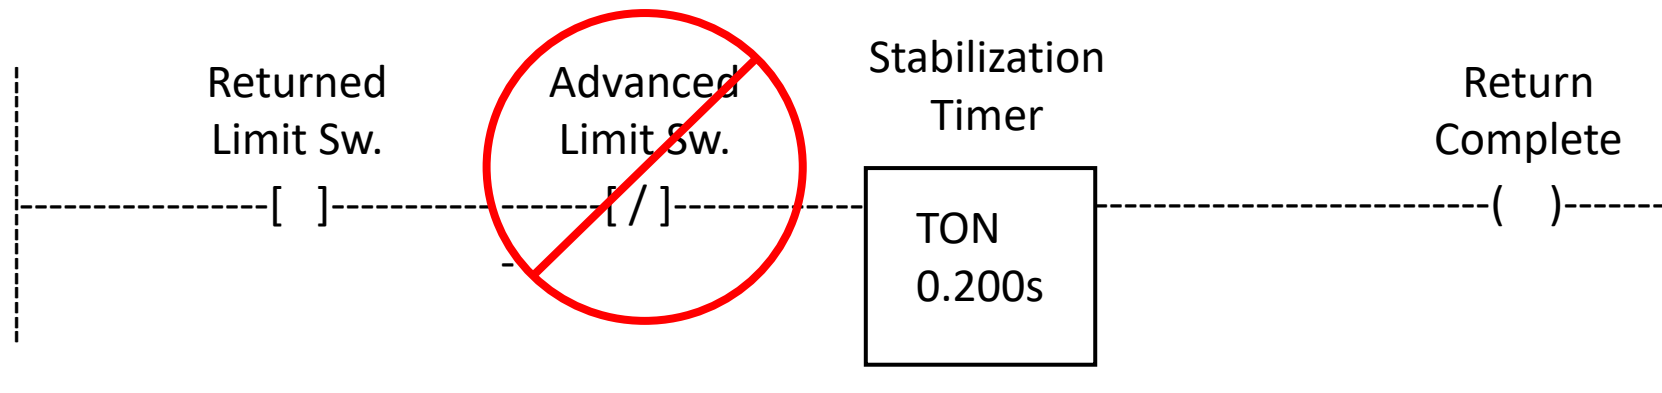 Returned
Limit Sw.
Advanced
Limit Sw.
Stabilization
Timer
Return
Complete
[ ]
[ / ]
TON
0.200s
( )